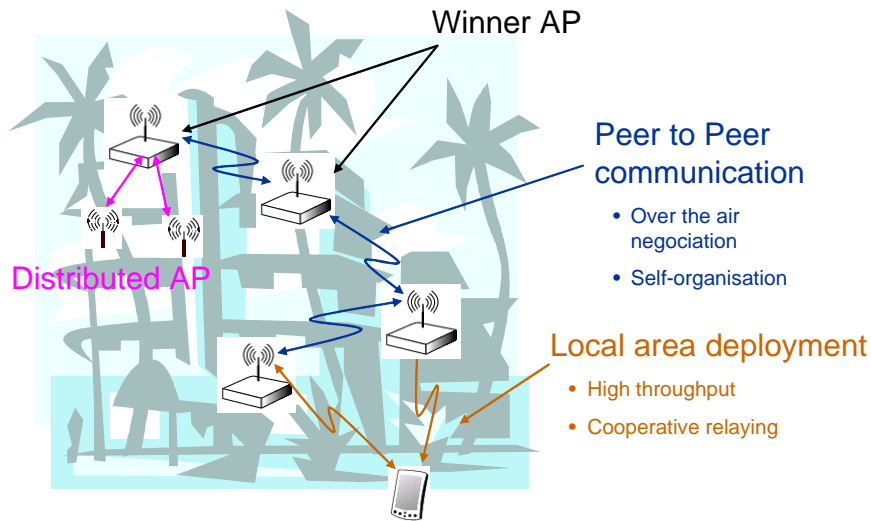 Winner AP
Peer to Peer
communication
• Over the air
negociation
• Self-organisation
Distributed AP
Local area deployment
• High throughput
• Cooperative relaying